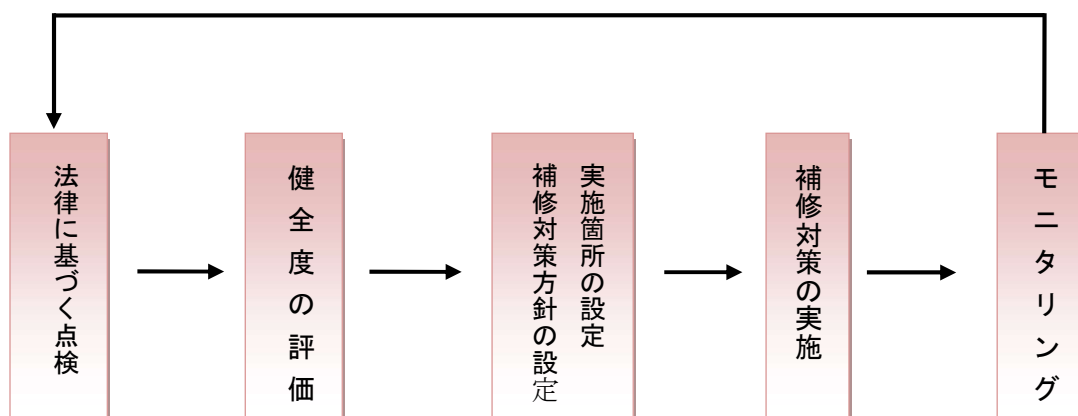 法律に基づく点検
健全度の評価
実施箇所の設定
補修対策方針の設定
補修対策の実施
モニタリング